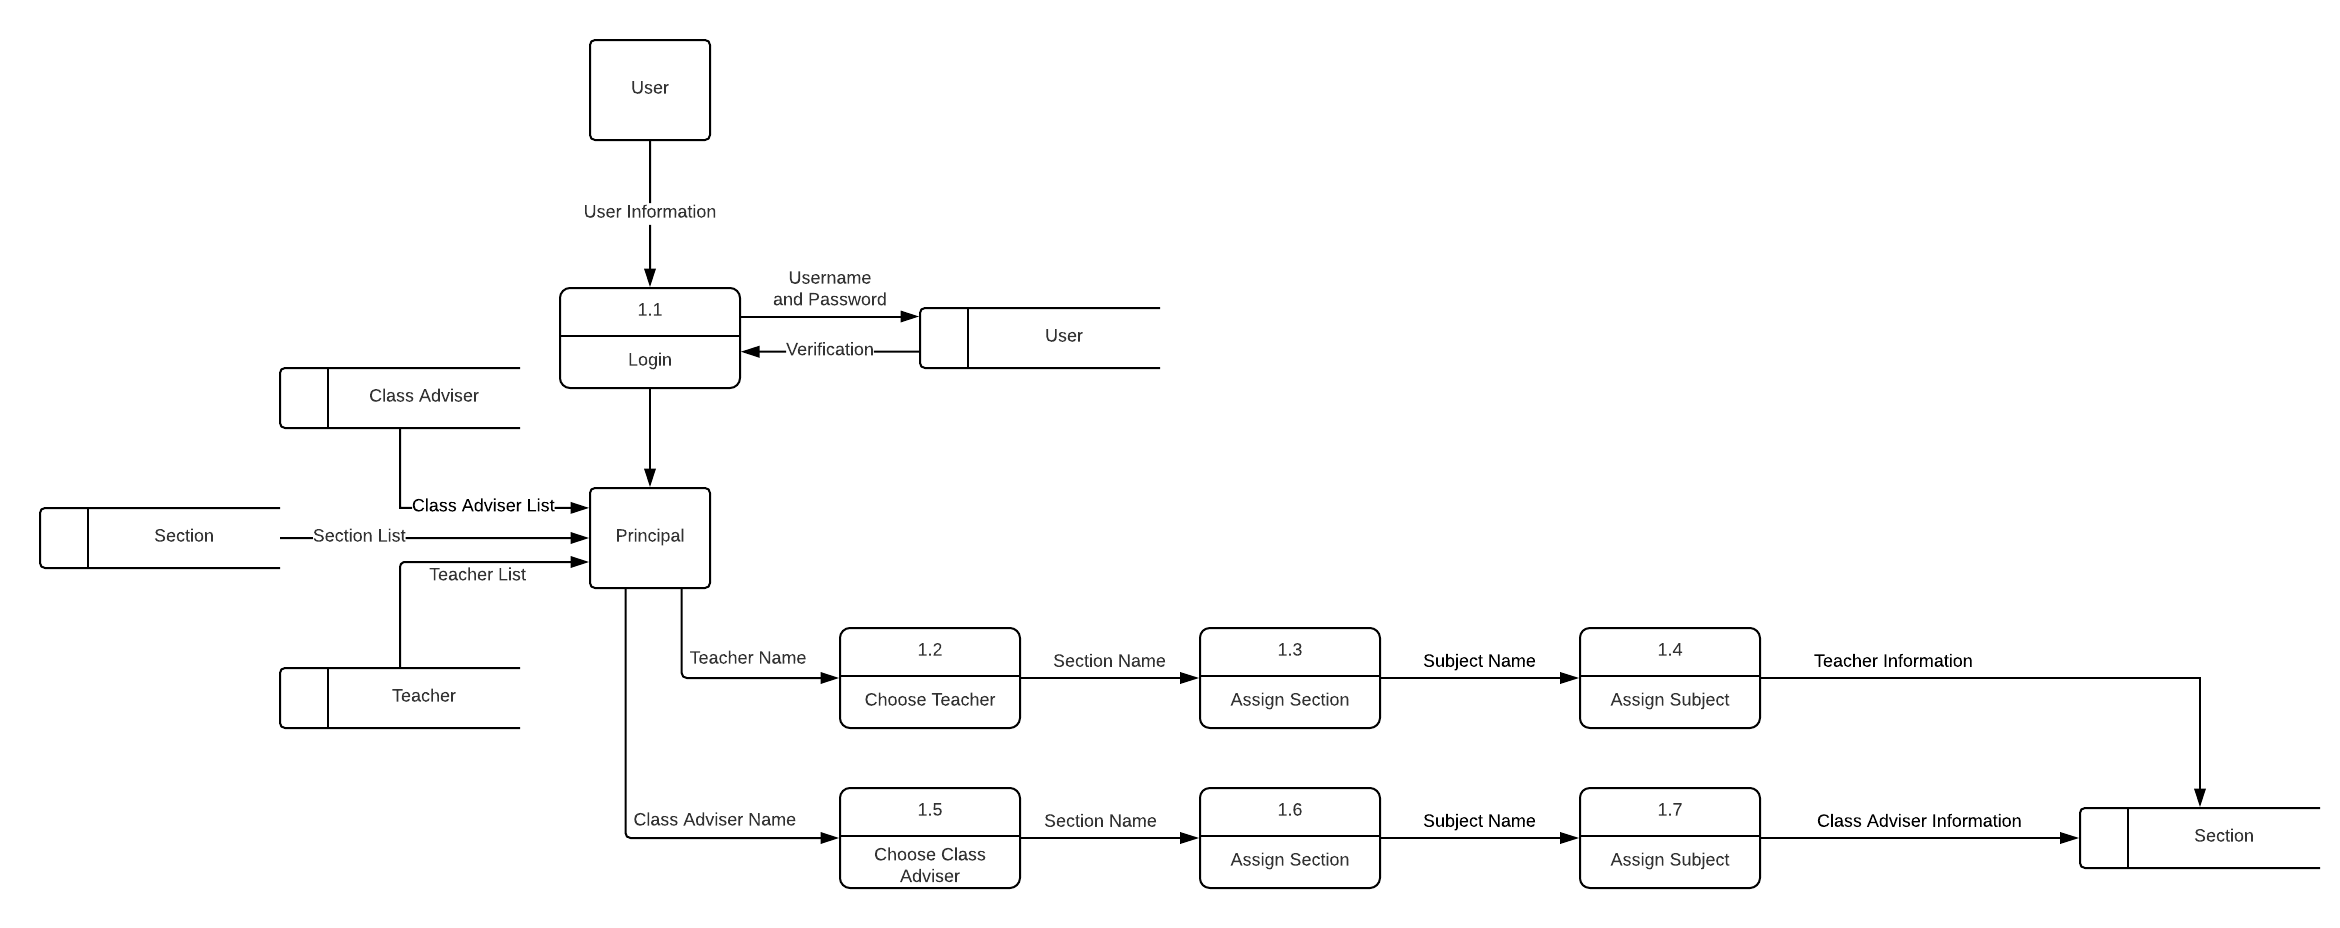 User
User Information
Username
and Password
1.1
Login
User
Verification
Class Adviser
Class Adviser List
Section
Section List
Principal
Teacher List
Teacher
Teacher Name
1.2
Choose Teacher
Section Name
1.3
Assign Section
Subject Name
1.4
Assign Subject
Teacher Information
Class Adviser Name
1.5
Choose Class
Adviser
Section Name
1.6
Assign Section
Subject Name
1.7
Assign Subject
Class Adviser Information
Section